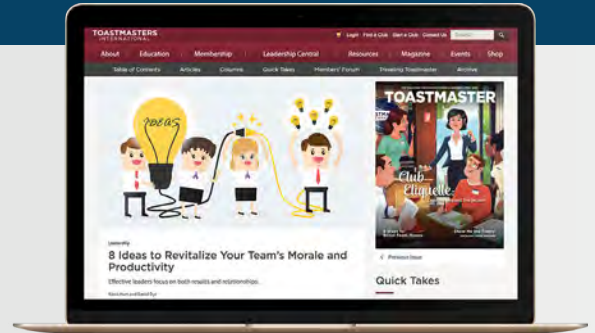 TOASTMASTERS
INTERNATIONAL
Login Find a Club Start a Club Contact Us
About Education Membership Leadership Central Resources Magazine Events Shop
Table of Contents Articles Columns Quick Takes Members' Forum Traveling Toastmaster Archive
IDEAS
TOASTMASTER
Club
Etiquette
Leadership
8 Ideas to Revitalize Your Team's Morale and
Productivity
Effective leaders focus on both results and relationships.
Previous Issue
Quick Takes